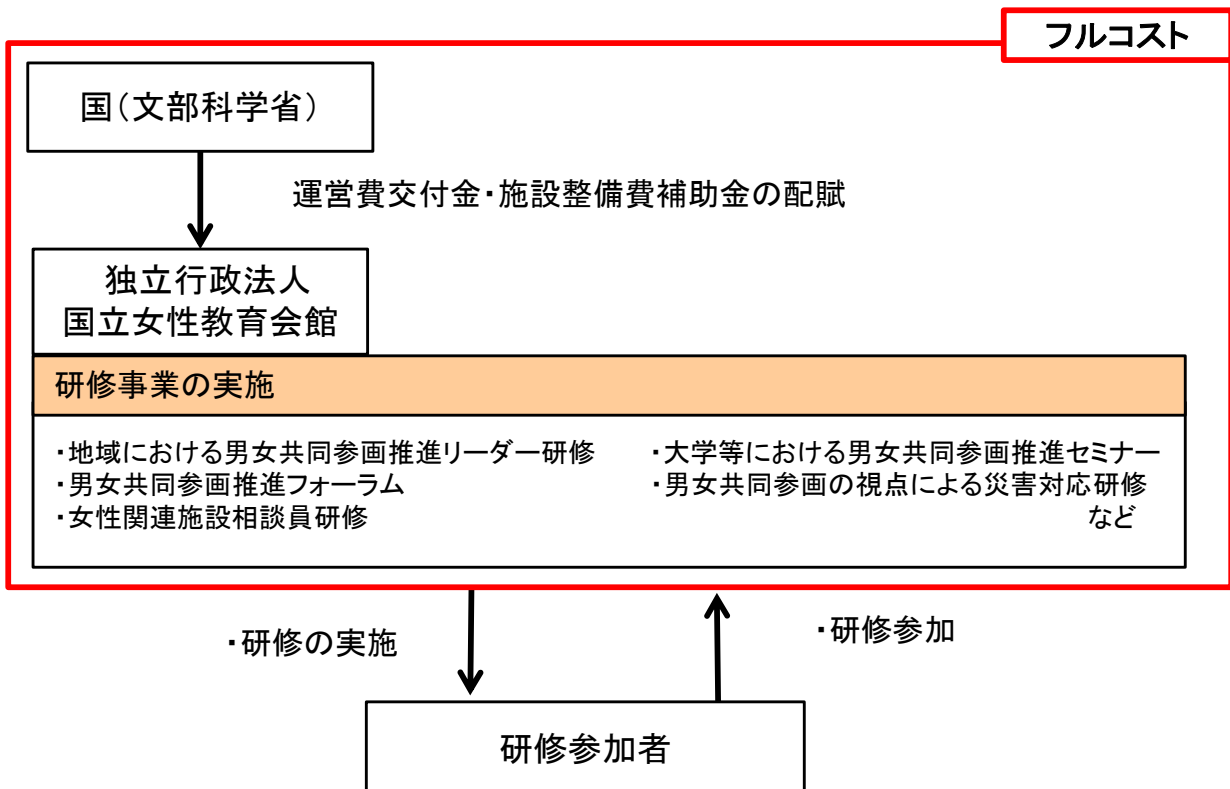 フルコスト
国(文部科学省)
運営費交付金・施設整備費補助金の配賦
独立行政法人
国立女性教育会館
研修事業の実施
・地域における男女共同参画推進リーダー研修
・男女共同参画推進フォーラム
・女性関連施設相談員研修
・大学等における男女共同参画推進セミナー
・男女共同参画の視点による災害対応研修
など
・研修の実施
・研修参加
研修参加者